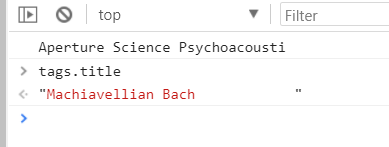 top Filter
Aperture Science Psychoacousti
> tags.title
"Machiavellian Bach            "
>